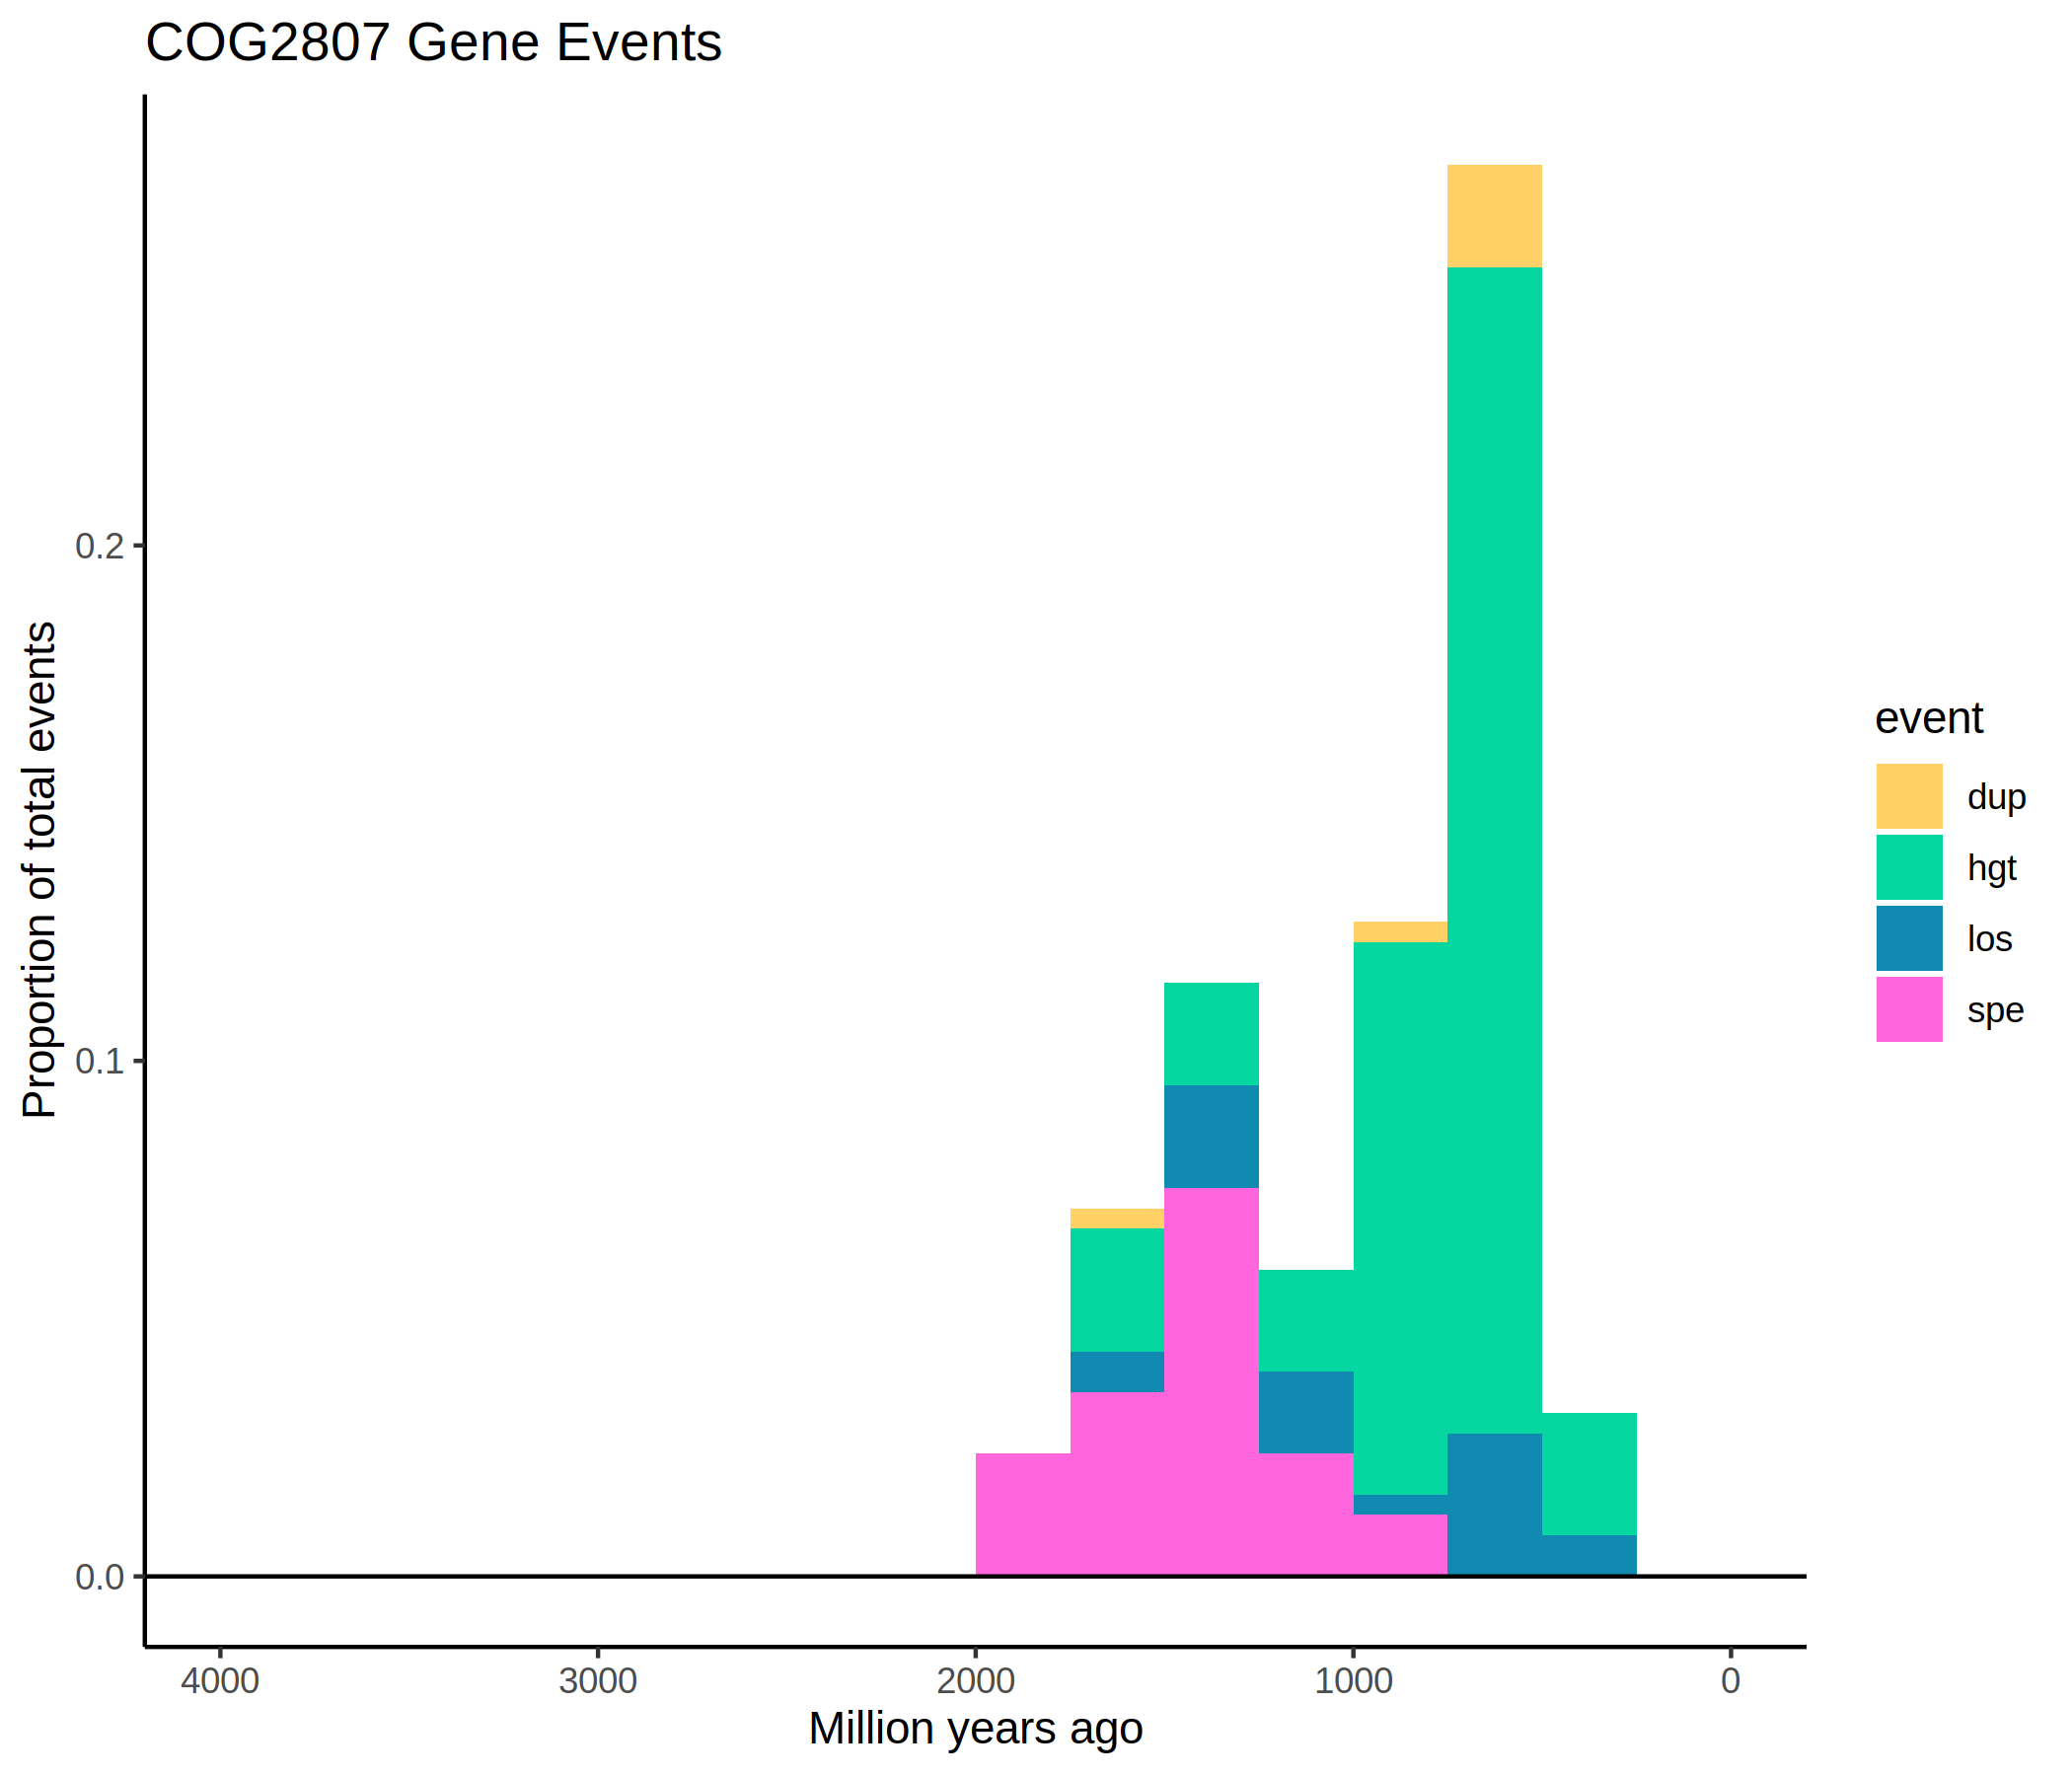 COG2807 Gene Events
Proportion of total events
0.2
0.1
0.0
4000 3000 2000 1000 0
Million years ago
event
dup
hgt
los
spe